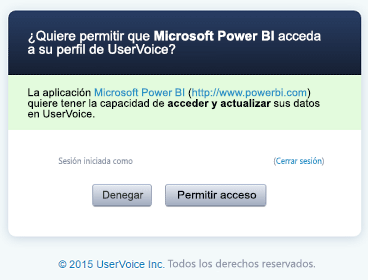 ¿Quiere permitir que Microsoft Power BI acceda
a su perfil de UserVoice?
La aplicación Microsoft Power BI (http://www.powerbi.com)
quiere tener la capacidad de acceder y actualizar sus datos
en UserVoice.
Sesión iniciada como (Cerrar sesión)
Denegar Permitir acceso
© 2015 UserVoice Inc. Todos los derechos reservados.